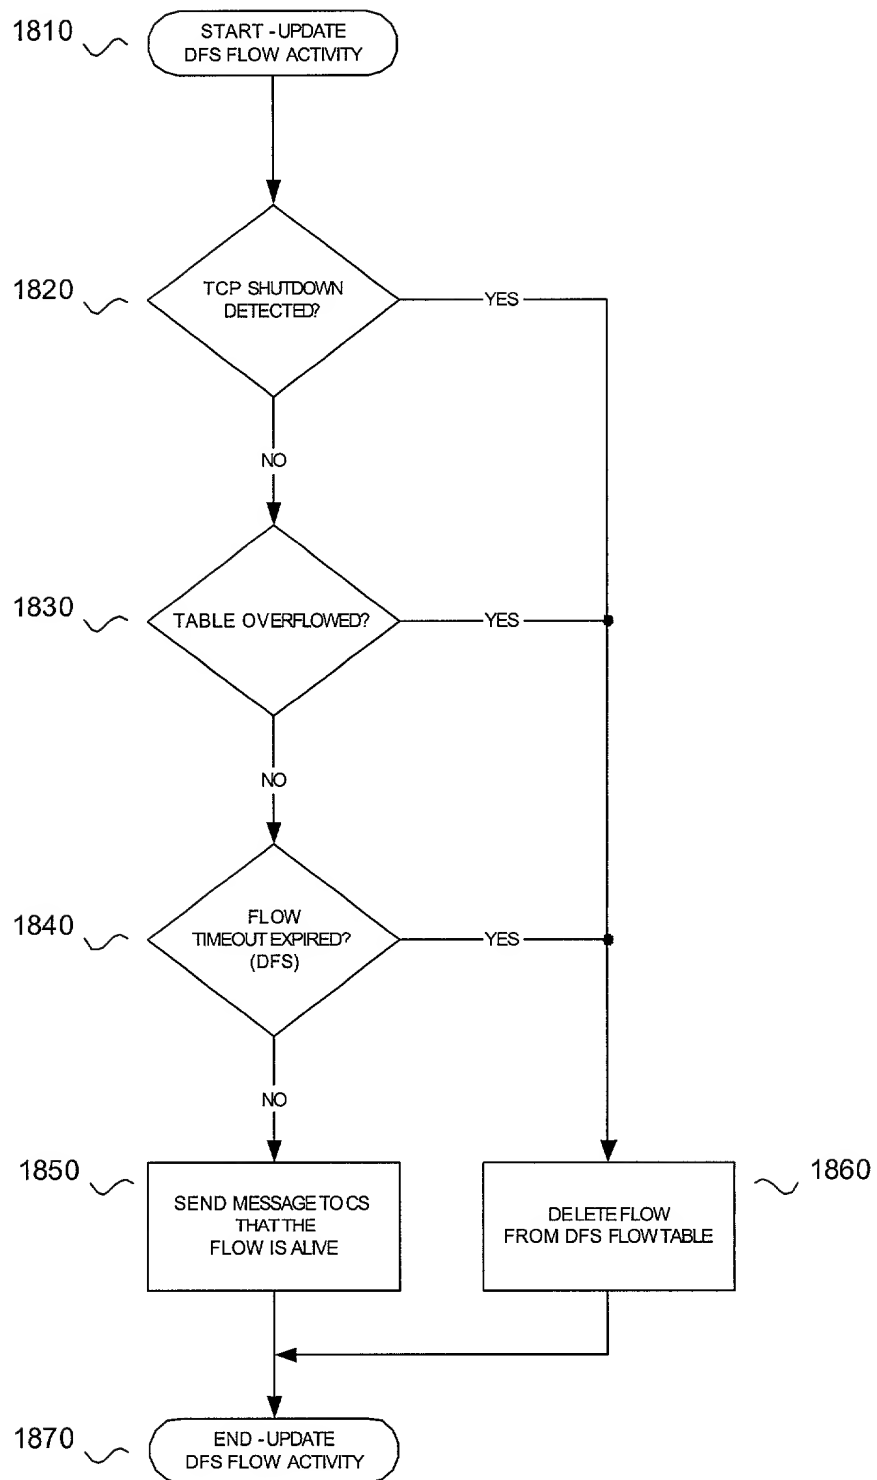 1810
START - UPDATE
DFS FLOW ACTIVITY
1820
TCP SHUTDOWN
DETECTED?
YES
NO
1830
TABLE OVERFLOWED?
YES
NO
1840
FLOW
TIMEOUT EXPIRED?
(DFS)
YES
NO
1850
SEND MESSAGE TO CS
THAT THE
FLOW IS ALIVE
1860
DELETE FLOW
FROM DFS FLOW TABLE
1870
END - UPDATE
DFS FLOW ACTIVITY